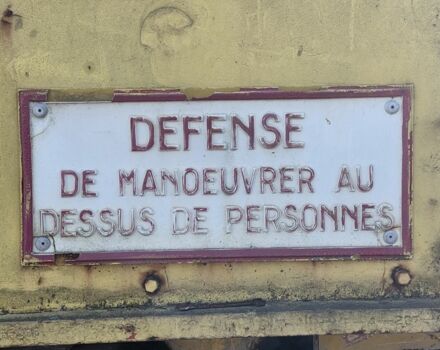 DEFENSE
DE MANOEUVRER AU
DESSUS DE PERSONNES